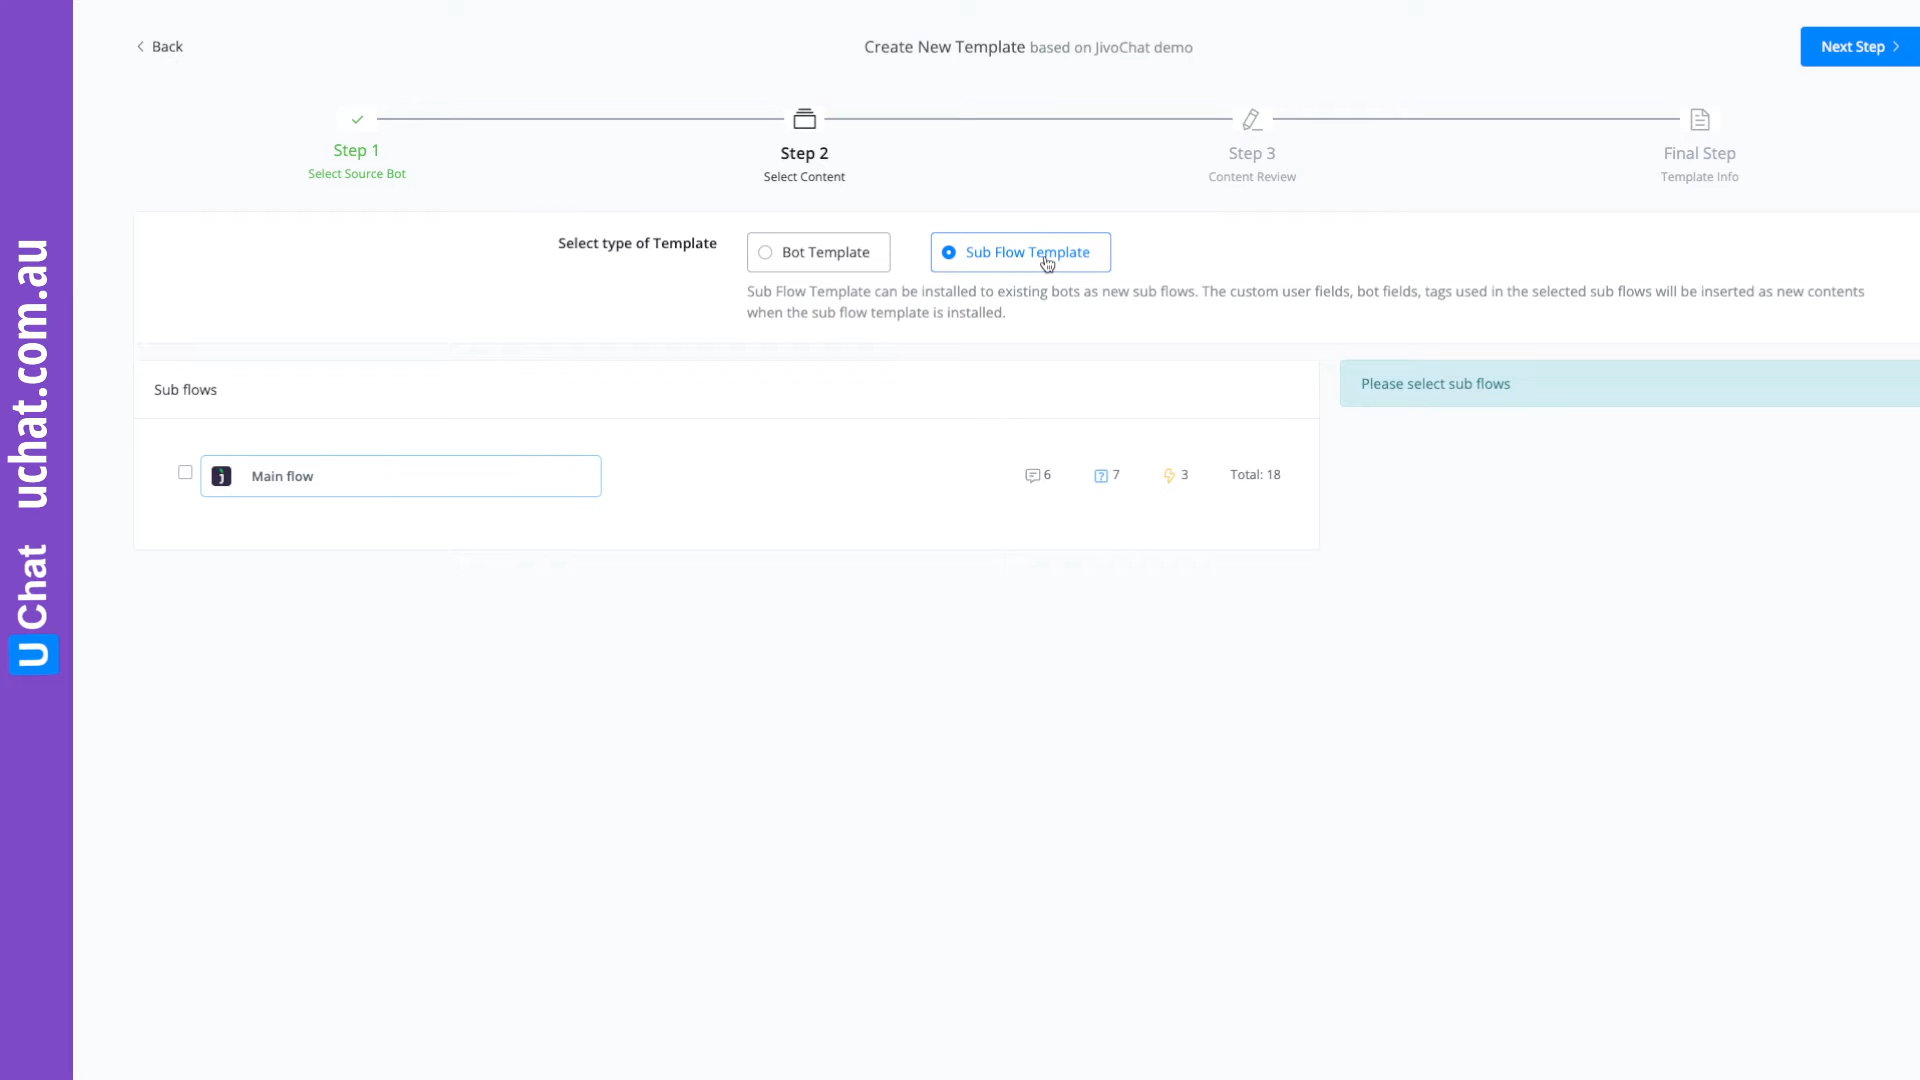 Back
Create New Template based on JivoChat demo
Next Step
Step 1
Select Source Bot
Step 2
Select Content
Step 3
Content Review
Final Step
Template Info
Select type of Template
Bot Template
Sub Flow Template
Sub Flow Template can be installed to existing bots as new sub flows. The custom user fields, bot fields, tags used in the selected sub flows will be inserted as new contents
when the sub flow template is installed.
Sub flows
Please select sub flows
Main flow
6
7
3
Total: 18
U Chat uchat.com.au